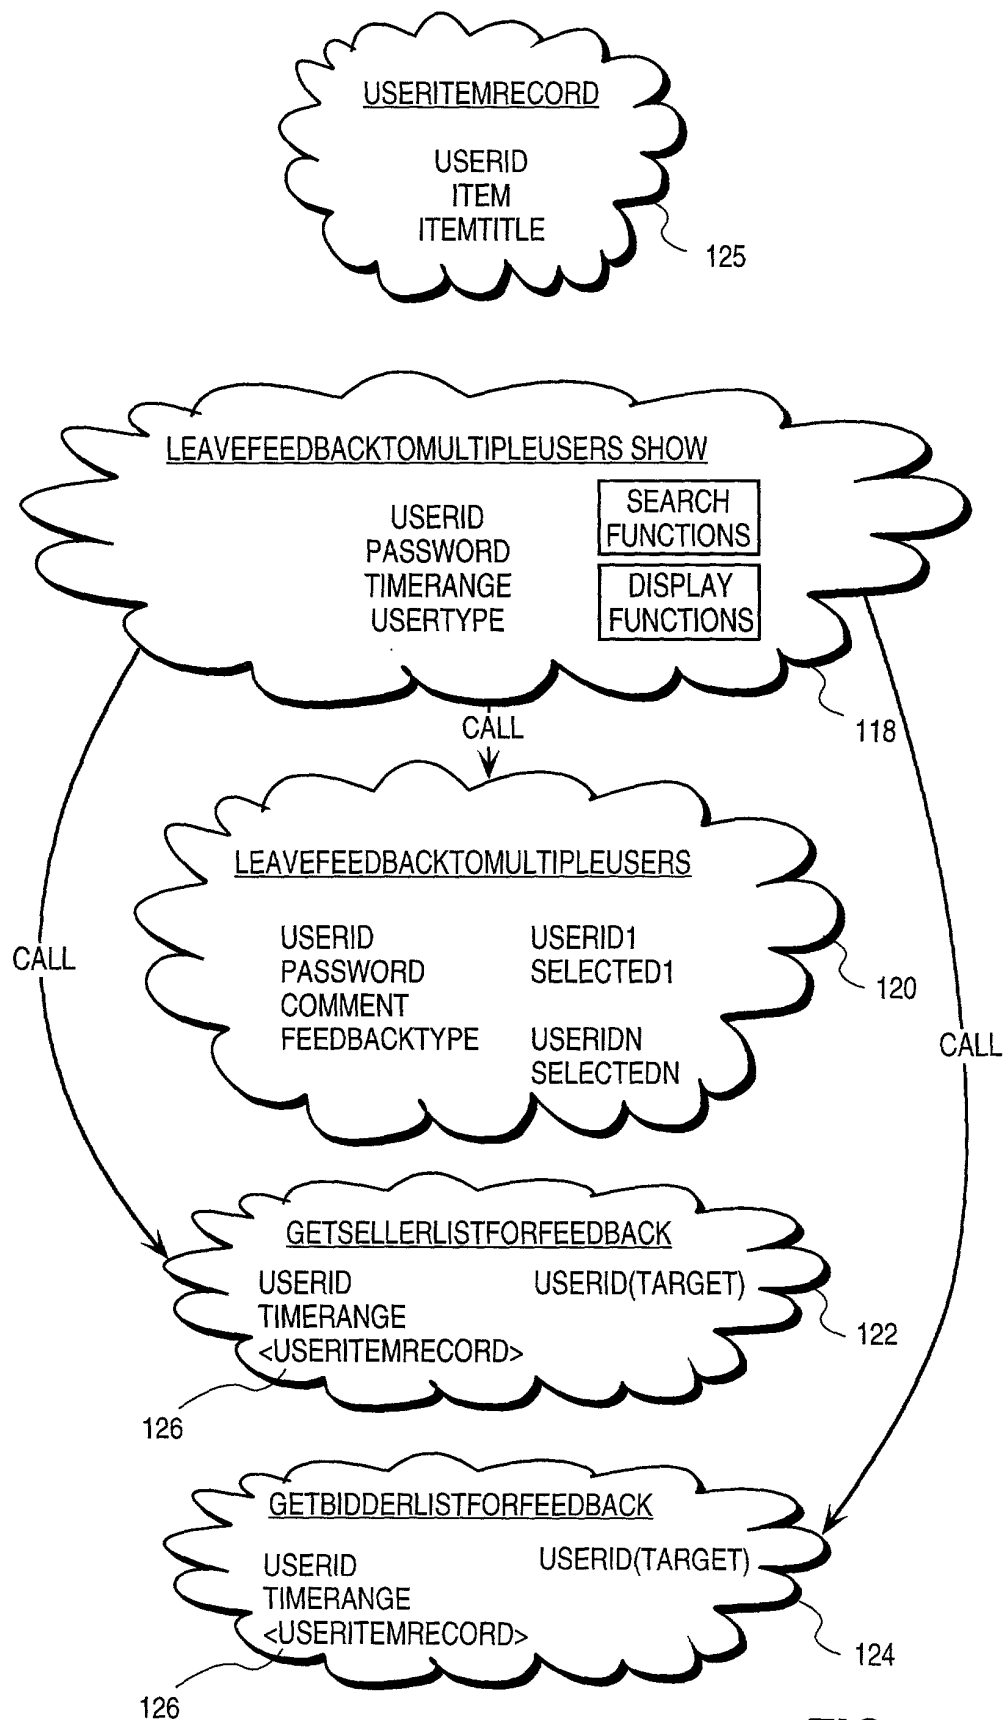 USERITEMRECORD
USERID
ITEM
ITEMTITLE
125
LEAVEFEEDBACKTOMULTIPLEUSERS SHOW
USERID
PASSWORD
TIMERANGE
USERTYPE
SEARCH
FUNCTIONS
DISPLAY
FUNCTIONS
118
CALL
LEAVEFEEDBACKTOMULTIPLEUSERS
USERID
PASSWORD
COMMENT
FEEDBACKTYPE
USERID1
SELECTED1
USERIDN
SELECTEDN
120
CALL
CALL
GETSELLERLISTFORFEEDBACK
USERID
TIMERANGE
<USERITEMRECORD>
USERID(TARGET)
122
126
GETBIDDERLISTFORFEEDBACK
USERID
TIMERANGE
<USERITEMRECORD>
USERID(TARGET)
124
126